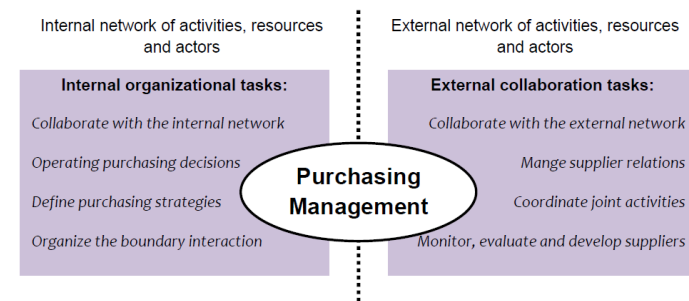 Internal network of activities, resources
and actors
External network of activities, resources
and actors
Internal organizational tasks:
Collaborate with the internal network
Operating purchasing decisions
Define purchasing strategies
Organize the boundary interaction
Purchasing
Management
External collaboration tasks:
Collaborate with the external network
Mange supplier relations
Coordinate joint activities
Monitor, evaluate and develop suppliers